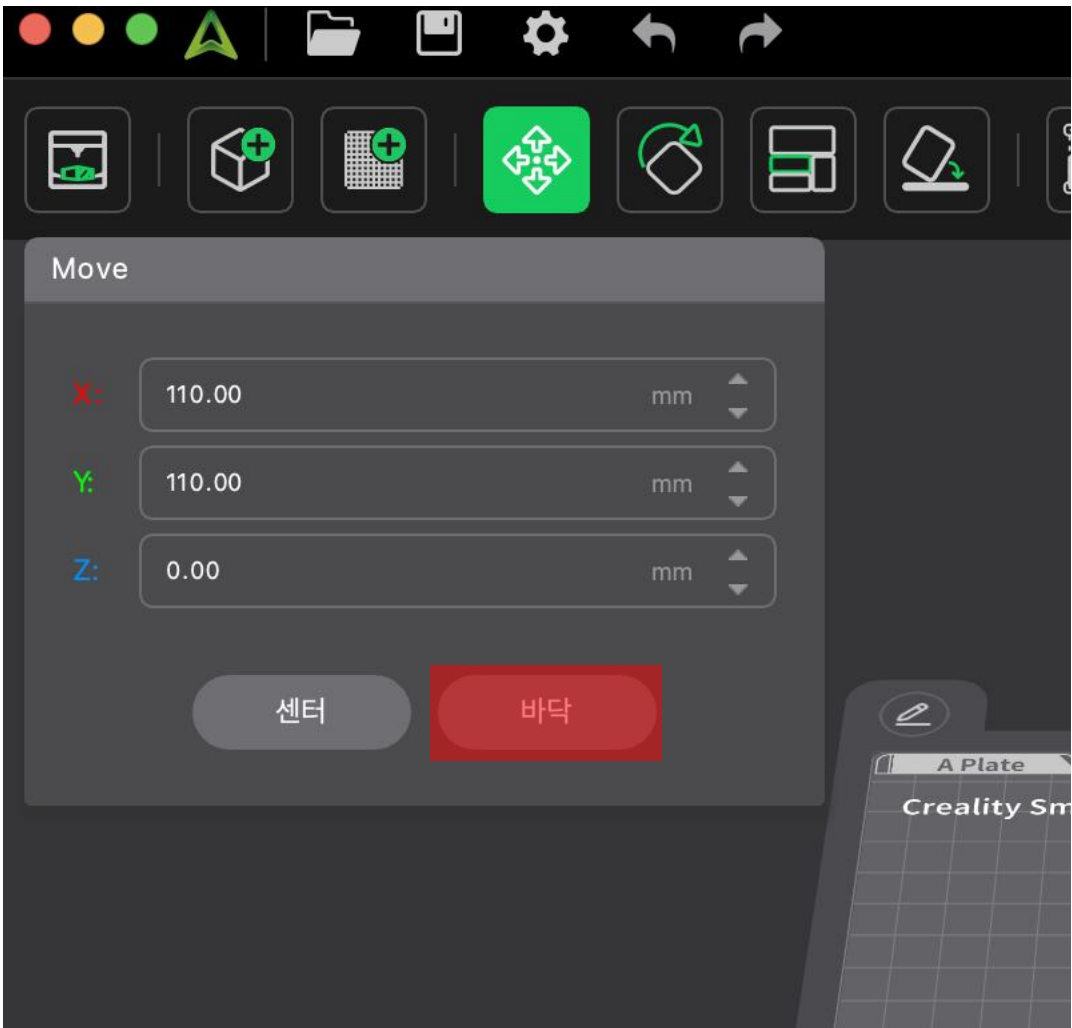 Move
X: 110.00 mm
Y: 110.00 mm
Z: 0.00 mm
센터 바닥
A Plate
Creality Sm